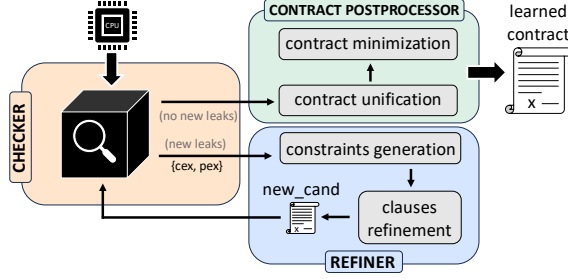 CPU
CONTRACT POSTPROCESSOR
learned
contract
contract minimization
contract unification
x
CHECKER
(no new leaks)
(new leaks)
{cex, pex}
constraints generation
new_cand
x
clauses
refinement
REFINER